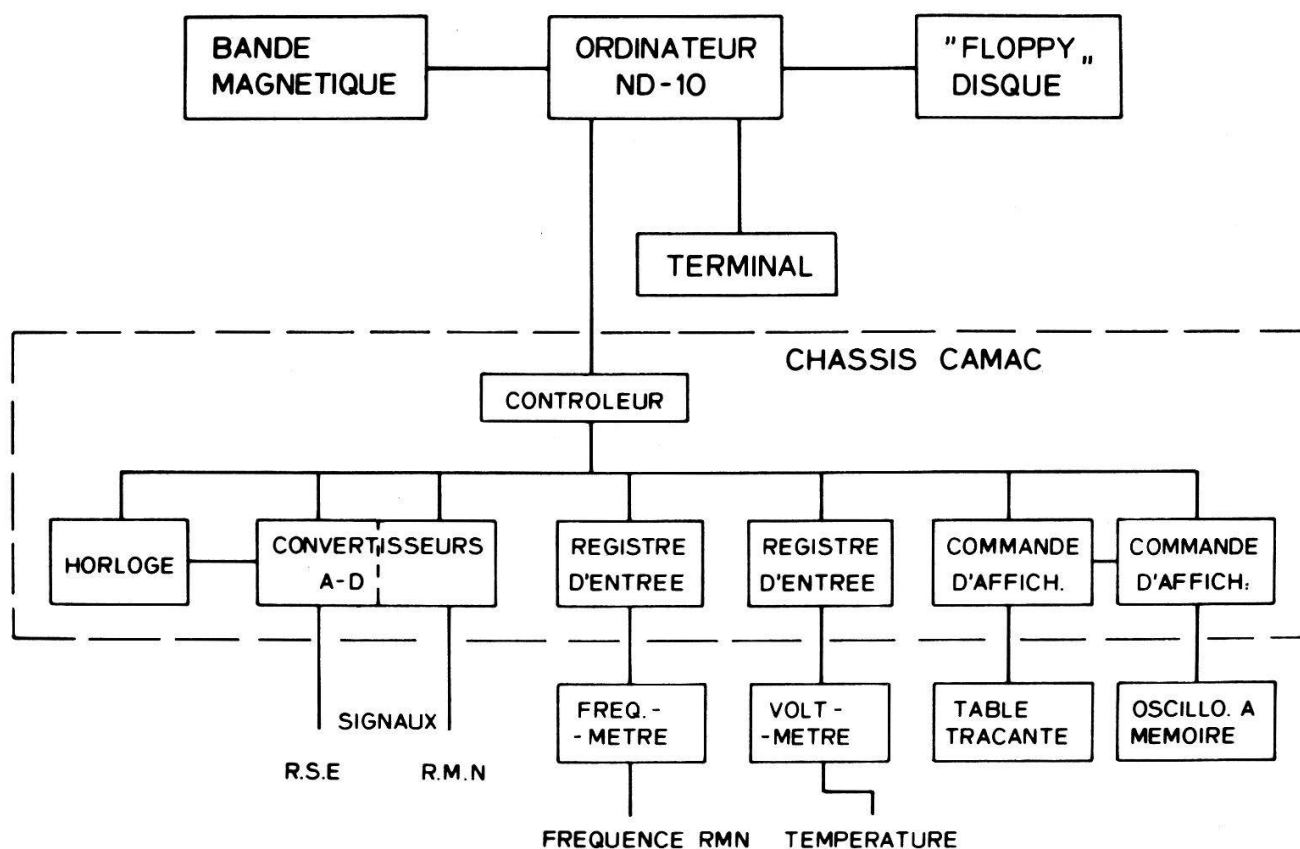 BANDE
MAGNETIQUE
ORDINATEUR
ND-10
"FLOPPY
DISQUE"
TERMINAL
CHASSIS CAMAC
CONTROLEUR
HORLOGE
CONVERTISSEURS
A-D
REGISTRE
D'ENTREE
REGISTRE
D'ENTREE
COMMANDE
D'AFFICH.
COMMANDE
D'AFFICH.
SIGNAUX
R.S.E
R.M.N
FREQ.-
-METRE
VOLT-
-METRE
TABLE
TRACANTE
OSCILLO. A
MEMOIRE
FREQUENCE RMN
TEMPERATURE